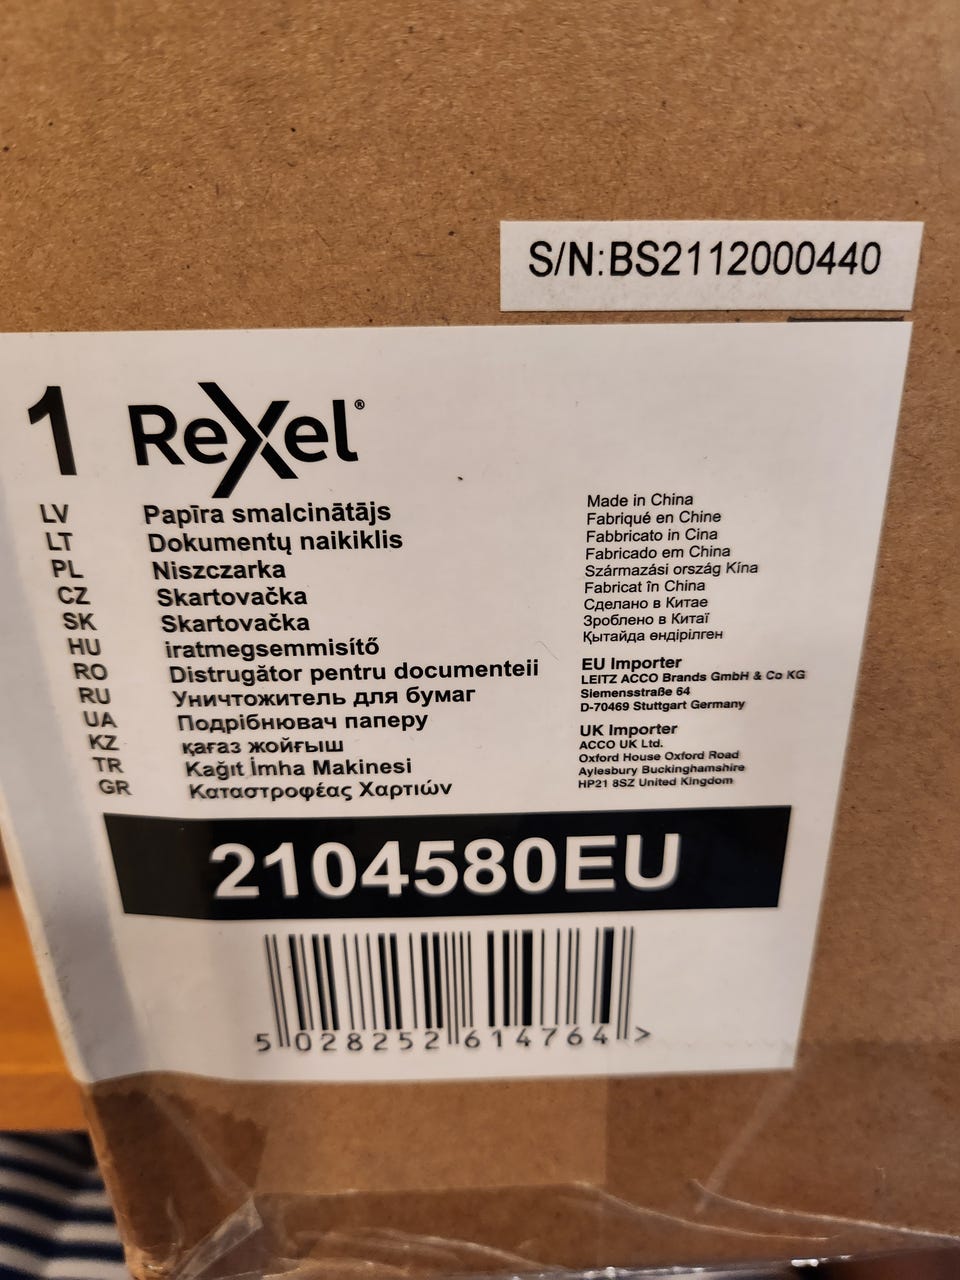 S/N:BS2112000440
1 Rexel®
LV Papīra smalcinātājs
LT Dokumentų naikiklis
PL Niszczarka
CZ Skartovačka
SK Skartovačka
HU iratmegsemmisítő
RO Distrugător pentru documenteii
RU Уничтожитель для бумаг
UA Подрібнювач паперу
KZ қағаз жойғыш
TR Kağıt İmha Makinesi
GR Καταστροφέας Χαρτιών
Made in China
Fabriqué en Chine
Fabbricato in Cina
Fabricado em China
Származási ország Kína
Fabricat în China
Сделано в Китае
Зроблено в Китаї
Қытайда өндірілген
EU Importer
LEITZ ACCO Brands GmbH & Co KG
Siemensstraße 64
D-70469 Stuttgart Germany
UK Importer
ACCO UK Ltd.
Oxford House Oxford Road
Aylesbury Buckinghamshire
HP21 8SZ United Kingdom
2104580EU
5 028252 614764 >